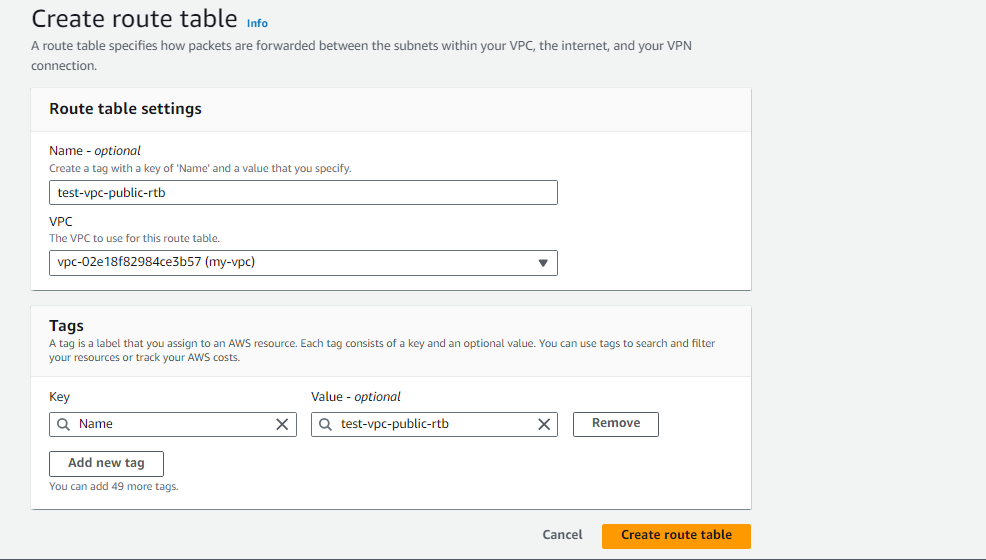 Create route table Info
A route table specifies how packets are forwarded between the subnets within your VPC, the internet, and your VPN
connection.
Route table settings
Name - optional
Create a tag with a key of 'Name' and a value that you specify.
test-vpc-public-rtb
VPC
The VPC to use for this route table.
vpc-02e18f82984ce3b57 (my-vpc)
Tags
A tag is a label that you assign to an AWS resource. Each tag consists of a key and an optional value. You can use tags to search and filter
your resources or track your AWS costs.
Key Value - optional
Name test-vpc-public-rtb Remove
Add new tag
You can add 49 more tags.
Cancel Create route table